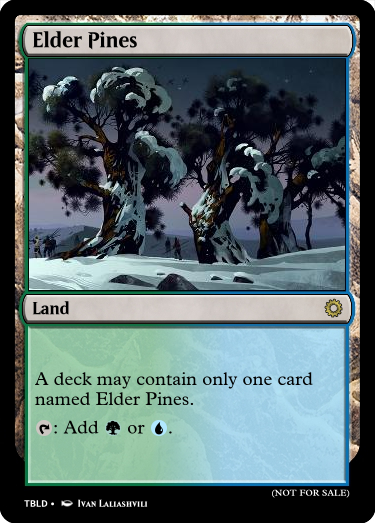 Elder Pines
Land
A deck may contain only one card
named Elder Pines.
: Add or .
(NOT FOR SALE)
TBLD • Ivan Laliashvili